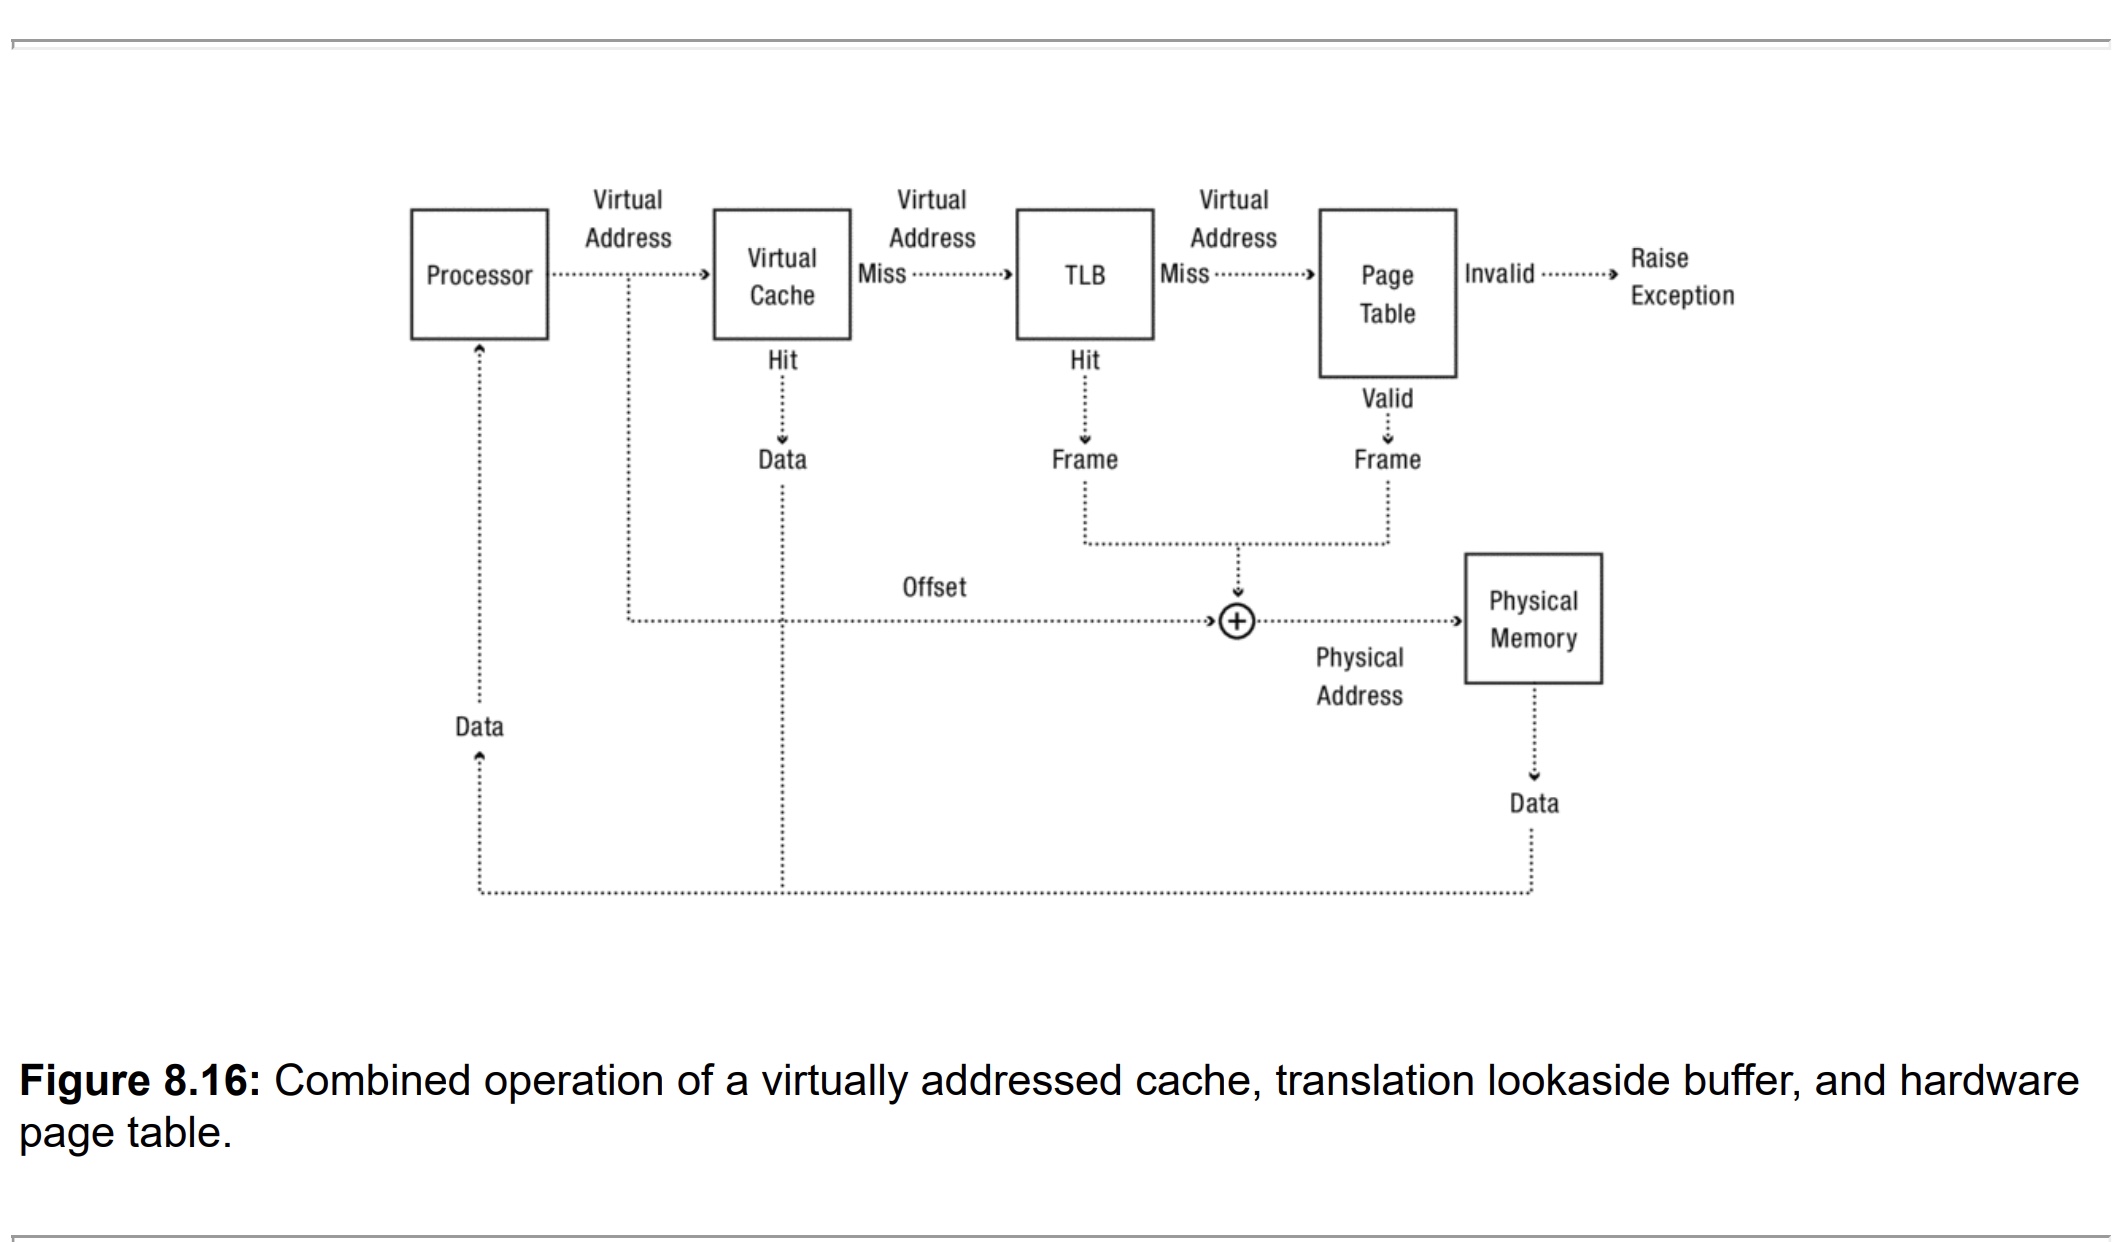 Virtual
Address
Virtual
Address
Virtual
Address
Processor
Virtual
Cache
Miss
TLB
Miss
Page
Table
Invalid
Raise
Exception
Hit
Hit
Valid
Data
Frame
Frame
Offset
+
Physical
Memory
Physical
Address
Data
Data
Figure 8.16: Combined operation of a virtually addressed cache, translation lookaside buffer, and hardware
page table.